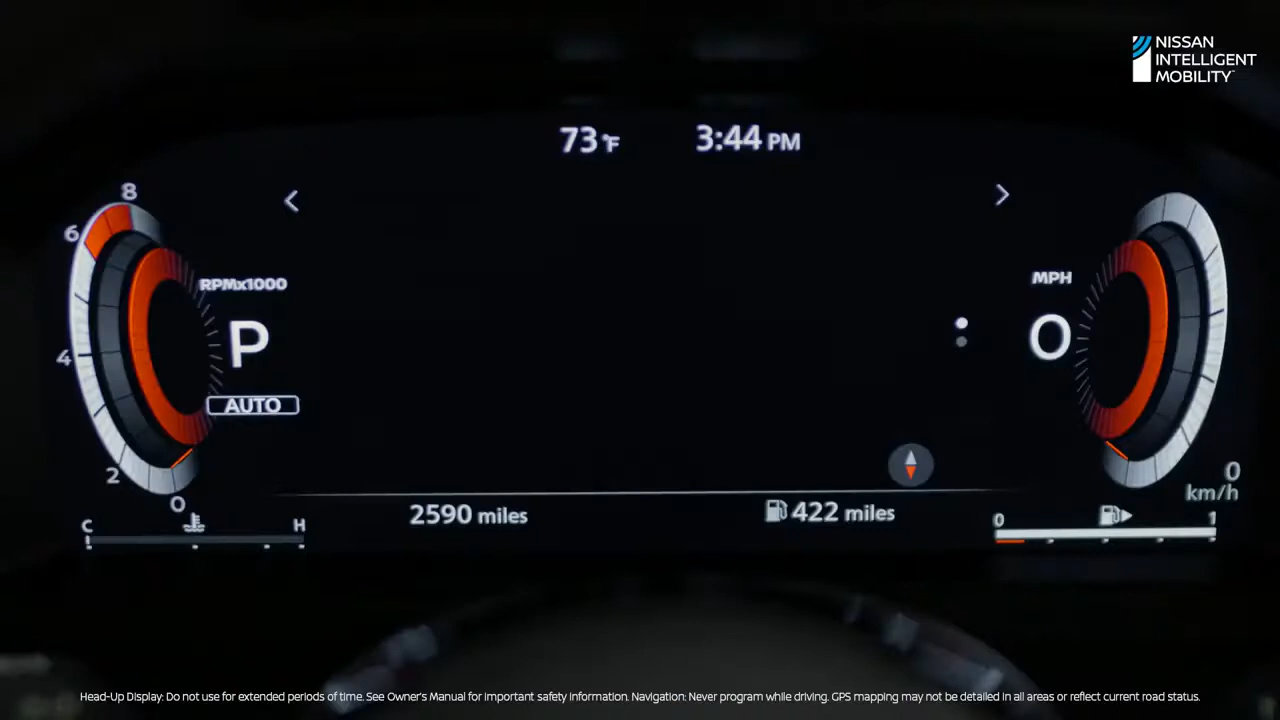 NISSAN
INTELLIGENT
MOBILITY™
73°F 3:44 PM
8
6
RPMx1000
MPH
P
0
4
AUTO
2
0
0
km/h
2590 miles
422 miles
C H
0 1
Head-Up Display: Do not use for extended periods of time. See Owner's Manual for important safety information. Navigation: Never program while driving. GPS mapping may not be detailed in all areas or reflect current road status.